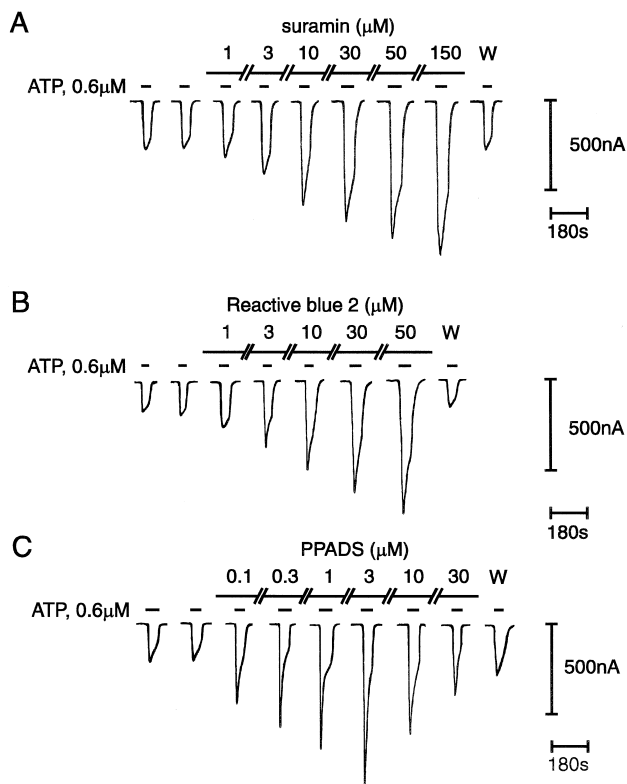 A
suramin (μM)
1 3 10 30 50 150 W
ATP, 0.6μM
500nA
180s
B
Reactive blue 2 (μM)
1 3 10 30 50 W
ATP, 0.6μM
500nA
180s
C
PPADS (μM)
0.1 0.3 1 3 10 30 W
ATP, 0.6μM
500nA
180s